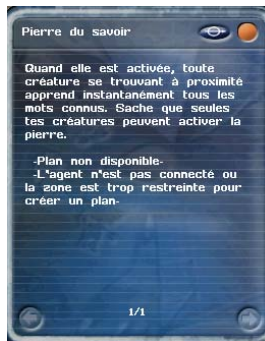 Pierre du savoir
Quand elle est activée, toute
créature se trouvant à proximité
apprend instantanément tous les
mots connus. Sache que seules
tes créatures peuvent activer la
pierre.
-Plan non disponible-
-L'agent n'est pas connecté ou
la zone est trop restreinte pour
créer un plan-
1/1